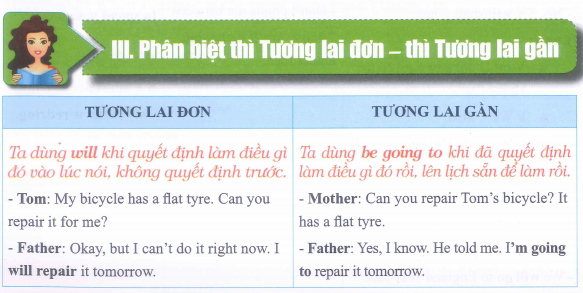 III. Phân biệt thì Tương lai đơn – thì Tương lai gần
TƯƠNG LAI ĐƠN
Ta dùng will khi quyết định làm điều gì
đó vào lúc nói, không quyết định trước.
- Tom: My bicycle has a flat tyre. Can you
repair it for me?
- Father: Okay, but I can't do it right now. I
will repair it tomorrow.
TƯƠNG LAI GẦN
Ta dùng be going to khi đã quyết định
làm điều gì đó rồi, lên lịch sẵn để làm rồi.
- Mother: Can you repair Tom's bicycle? It
has a flat tyre.
- Father: Yes, I know. He told me. I'm going
to repair it tomorrow.